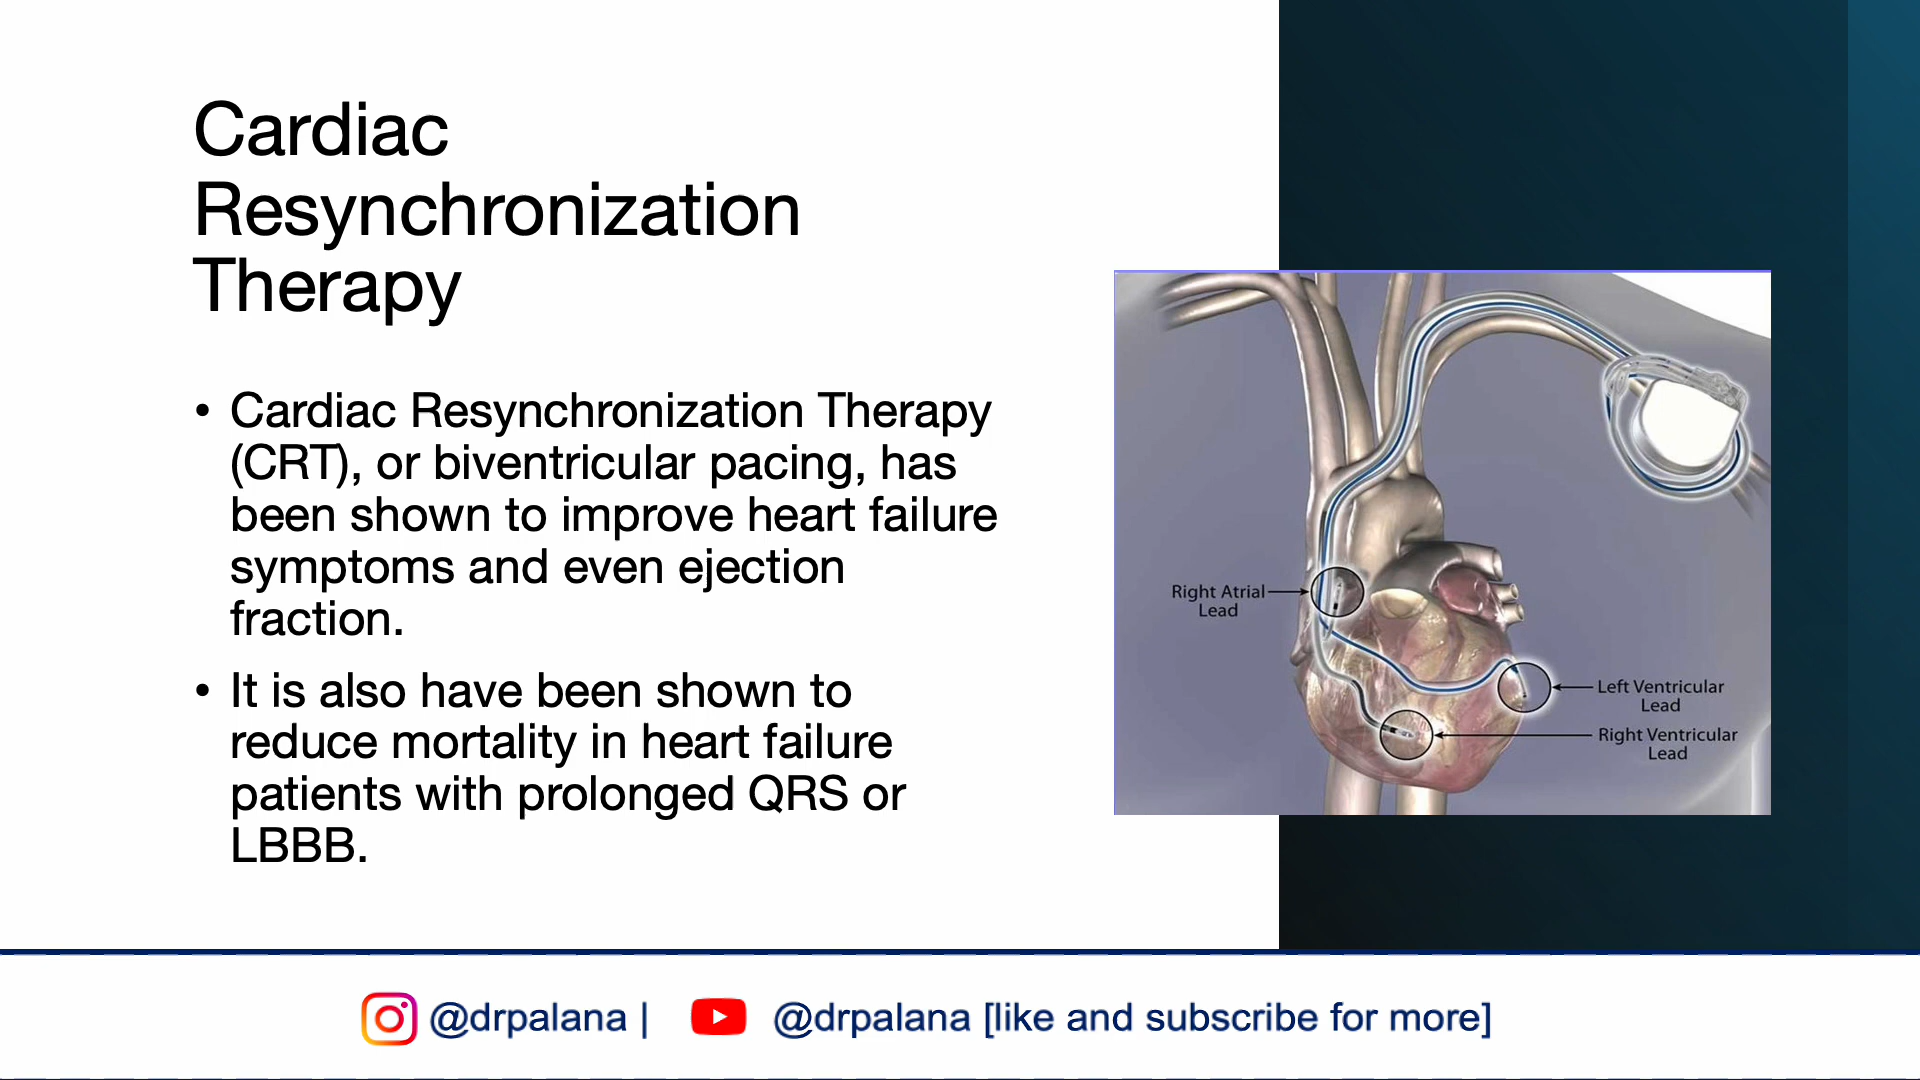 Cardiac
Resynchronization
Therapy
• Cardiac Resynchronization Therapy
(CRT), or biventricular pacing, has
been shown to improve heart failure
symptoms and even ejection
fraction.
• It is also have been shown to
reduce mortality in heart failure
patients with prolonged QRS or
LBBB.
Right Atrial
Lead
Left Ventricular
Lead
Right Ventricular
Lead
@drpalana | @drpalana [like and subscribe for more]